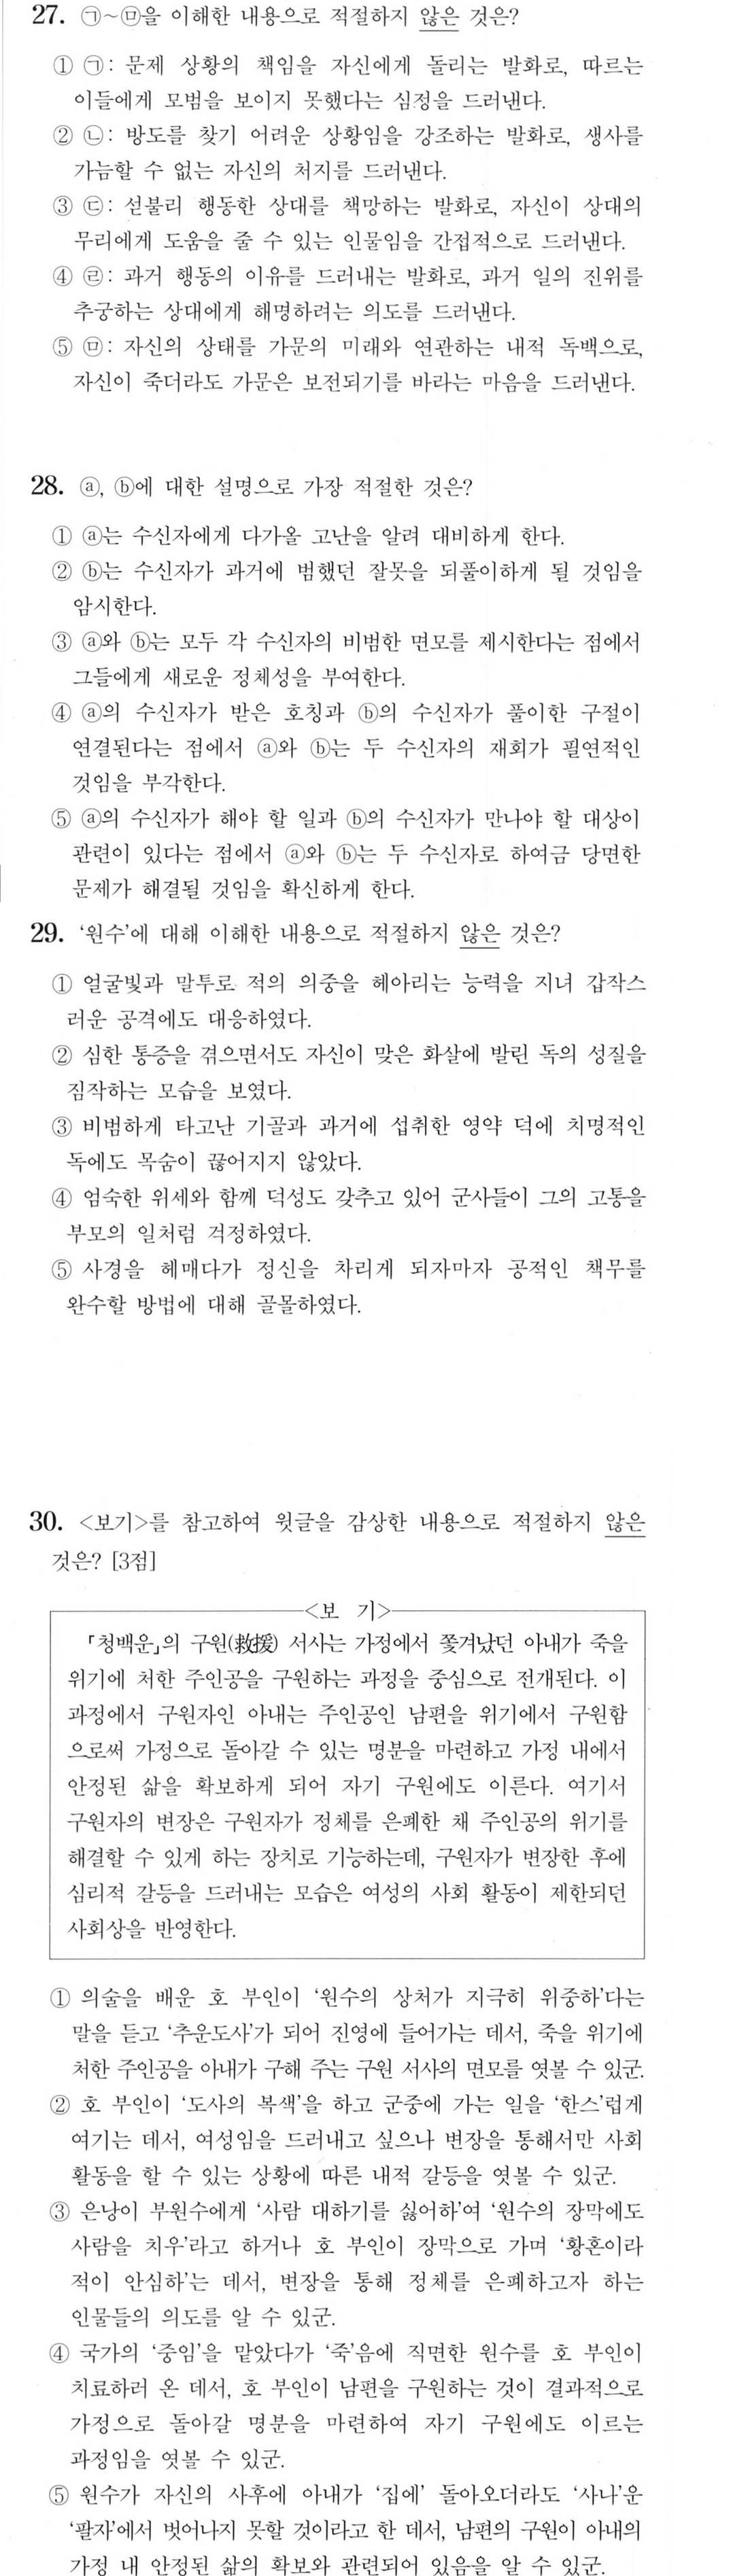 27. ㉠~㉤을 이해한 내용으로 적절하지 않은 것은?
① ㉠: 문제 상황의 책임을 자신에게 돌리는 발화로, 따르는
이들에게 모범을 보이지 못했다는 심정을 드러낸다.
② ㉡: 방도를 찾기 어려운 상황임을 강조하는 발화로, 생사를
가늠할 수 없는 자신의 처지를 드러낸다.
③ ㉢: 섣불리 행동한 상대를 책망하는 발화로, 자신이 상대의
무리에게 도움을 줄 수 있는 인물임을 간접적으로 드러낸다.
④ ㉣: 과거 행동의 이유를 드러내는 발화로, 과거 일의 진위를
추궁하는 상대에게 해명하려는 의도를 드러낸다.
⑤ ㉤: 자신의 상태를 가문의 미래와 연관하는 내적 독백으로,
자신이 죽더라도 가문은 보전되기를 바라는 마음을 드러낸다.
28. ⓐ, ⓑ에 대한 설명으로 가장 적절한 것은?
① ⓐ는 수신자에게 다가올 고난을 알려 대비하게 한다.
② ⓑ는 수신자가 과거에 범했던 잘못을 되풀이하게 될 것임을
암시한다.
③ ⓐ와 ⓑ는 모두 각 수신자의 비범한 면모를 제시한다는 점에서
그들에게 새로운 정체성을 부여한다.
④ ⓐ의 수신자가 받은 호칭과 ⓑ의 수신자가 풀이한 구절이
연결된다는 점에서 ⓐ와 ⓑ는 두 수신자의 재회가 필연적인
것임을 부각한다.
⑤ ⓐ의 수신자가 해야 할 일과 ⓑ의 수신자가 만나야 할 대상이
관련이 있다는 점에서 ⓐ와 ⓑ는 두 수신자로 하여금 당면한
문제가 해결될 것임을 확신하게 한다.
29. ‘원수’에 대해 이해한 내용으로 적절하지 않은 것은?
① 얼굴빛과 말투로 적의 의중을 헤아리는 능력을 지녀 갑작스
러운 공격에도 대응하였다.
② 심한 통증을 겪으면서도 자신이 맞은 화살에 발린 독의 성질을
짐작하는 모습을 보였다.
③ 비범하게 타고난 기골과 과거에 섭취한 영약 덕에 치명적인
독에도 목숨이 끊어지지 않았다.
④ 엄숙한 위세와 함께 덕성도 갖추고 있어 군사들이 그의 고통을
부모의 일처럼 걱정하였다.
⑤ 사경을 헤매다가 정신을 차리게 되자마자 공적인 책무를
완수할 방법에 대해 골몰하였다.
30. <보기>를 참고하여 윗글을 감상한 내용으로 적절하지 않은
것은? [3점]
<보 기>
「청백운」의 구원(救援) 서사는 가정에서 쫓겨났던 아내가 죽을
위기에 처한 주인공을 구원하는 과정을 중심으로 전개된다. 이
과정에서 구원자인 아내는 주인공인 남편을 위기에서 구원함
으로써 가정으로 돌아갈 수 있는 명분을 마련하고 가정 내에서
안정된 삶을 확보하게 되어 자기 구원에도 이른다. 여기서
구원자의 변장은 구원자가 정체를 은폐한 채 주인공의 위기를
해결할 수 있게 하는 장치로 기능하는데, 구원자가 변장한 후에
심리적 갈등을 드러내는 모습은 여성의 사회 활동이 제한되던
사회상을 반영한다.
① 의술을 배운 호 부인이 ‘원수의 상처가 지극히 위중하’다는
말을 듣고 ‘추운도사’가 되어 진영에 들어가는 데서, 죽을 위기에
처한 주인공을 아내가 구해 주는 구원 서사의 면모를 엿볼 수 있군.
② 호 부인이 ‘도사의 복색’을 하고 군중에 가는 일을 ‘한스’럽게
여기는 데서, 여성임을 드러내고 싶으나 변장을 통해서만 사회
활동을 할 수 있는 상황에 따른 내적 갈등을 엿볼 수 있군.
③ 은낭이 부원수에게 ‘사람 대하기를 싫어하’여 ‘원수의 장막에도
사람을 치우’라고 하거나 호 부인이 장막으로 가며 ‘황혼이라
적이 안심하’는 데서, 변장을 통해 정체를 은폐하고자 하는
인물들의 의도를 알 수 있군.
④ 국가의 ‘중임’을 맡았다가 ‘죽’음에 직면한 원수를 호 부인이
치료하러 온 데서, 호 부인이 남편을 구원하는 것이 결과적으로
가정으로 돌아갈 명분을 마련하여 자기 구원에도 이르는
과정임을 엿볼 수 있군.
⑤ 원수가 자신의 사후에 아내가 ‘집에’ 돌아오더라도 ‘사나’운
‘팔자’에서 벗어나지 못할 것이라고 한 데서, 남편의 구원이 아내의
가정 내 안정된 삶의 확보와 관련되어 있음을 알 수 있군.